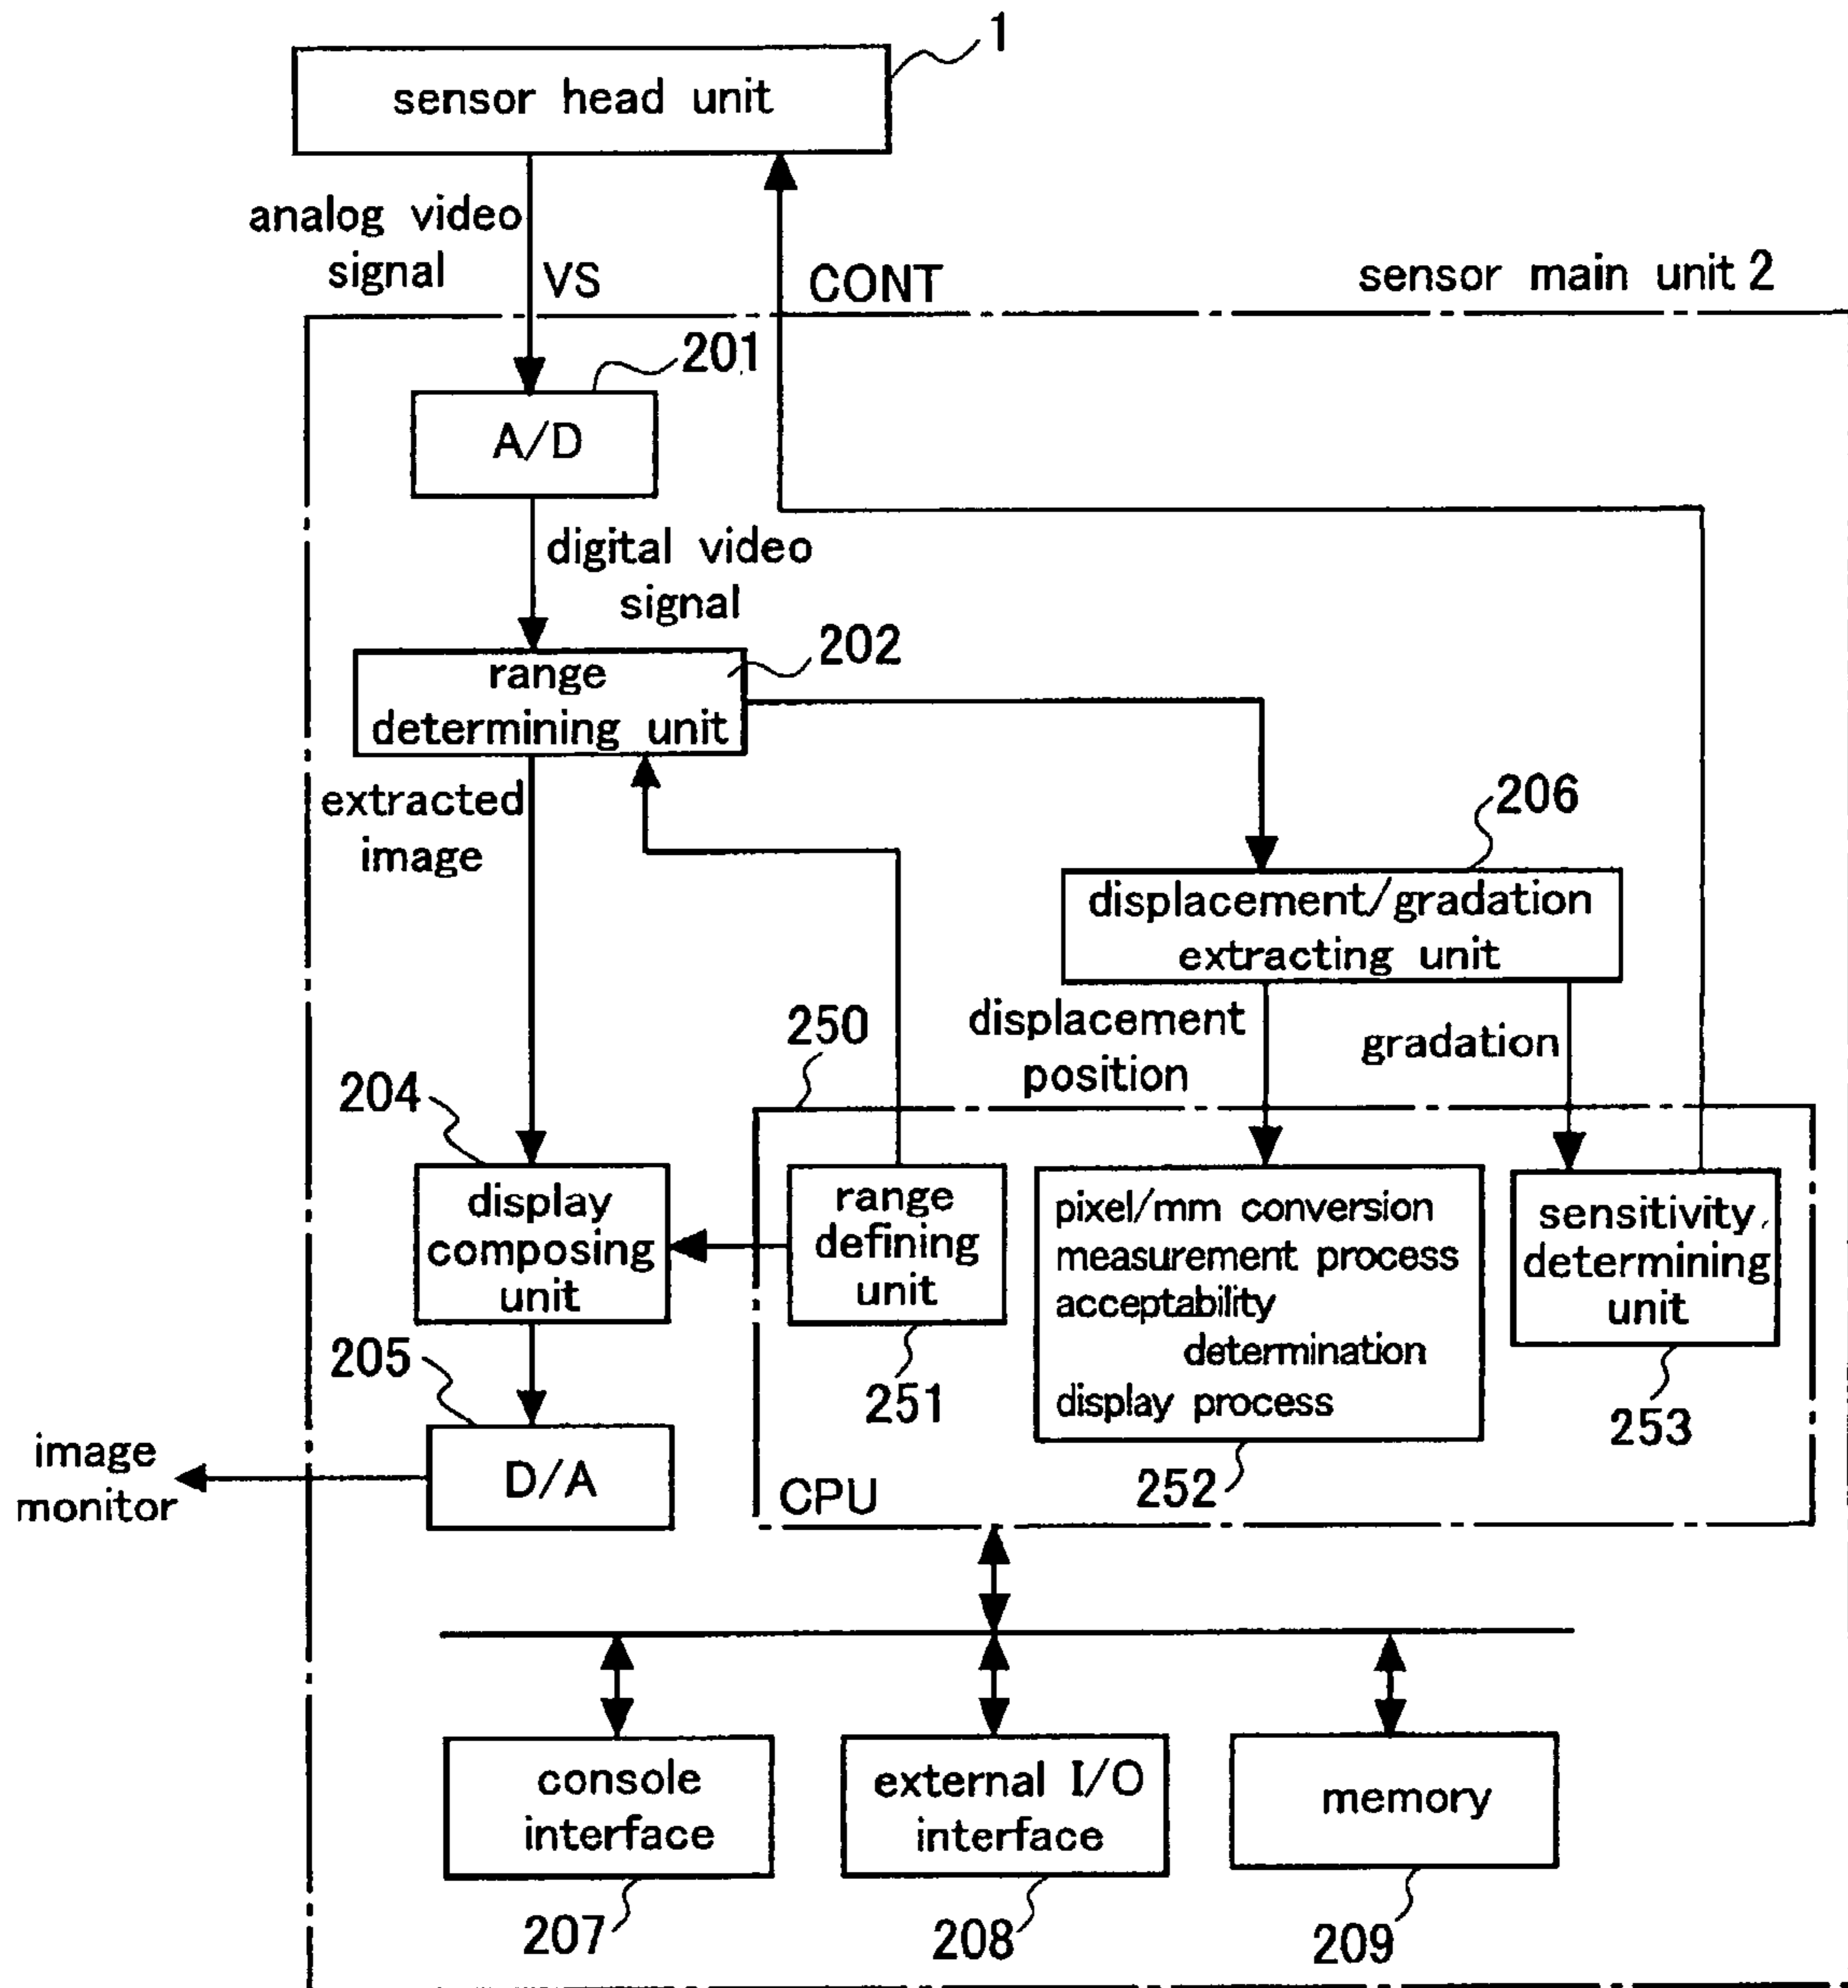 1
sensor head unit
analog video
signal
VS
CONT
sensor main unit 2
201
A/D
digital video
signal
202
range
determining unit
extracted
image
206
displacement/gradation
extracting unit
displacement
position
gradation
250
204
display
composing
unit
range
defining
unit
pixel/mm conversion
measurement process
acceptability
determination
display process
sensitivity
determining
unit
205
251
253
252
CPU
image
monitor
D/A
console
interface
external I/O
interface
memory
207
208
209